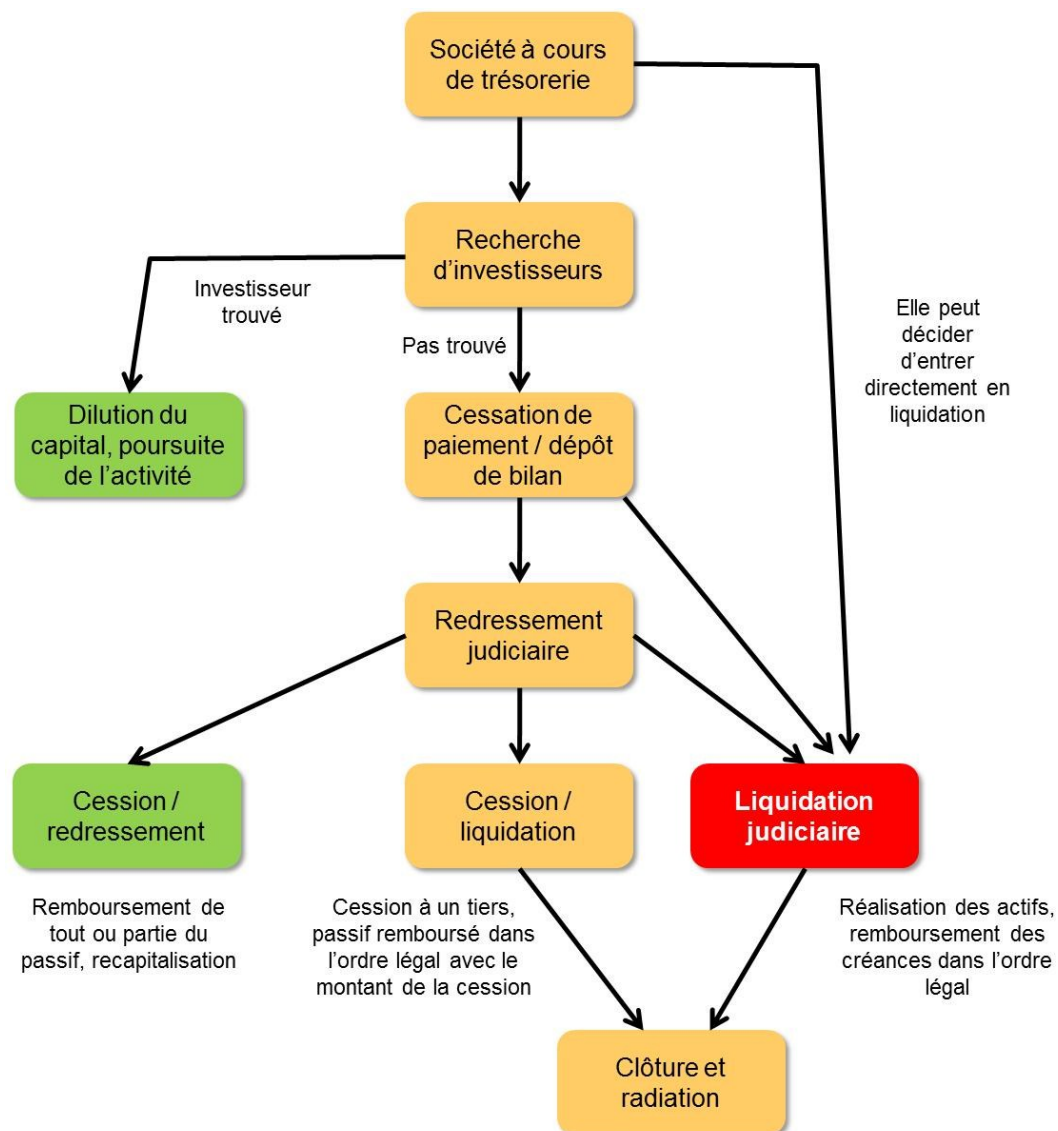 Société à cours
de trésorerie
Recherche
d’investisseurs
Investisseur
trouvé
Pas trouvé
Elle peut
décider
d’entrer
directement en
liquidation
Dilution du
capital, poursuite
de l’activité
Cessation de
paiement / dépôt
de bilan
Redressement
judiciaire
Cession /
redressement
Cession /
liquidation
Liquidation
judiciaire
Remboursement de
tout ou partie du
passif, recapitalisation
Cession à un tiers,
passif remboursé dans
l’ordre légal avec le
montant de la cession
Réalisation des actifs,
remboursement des
créances dans l’ordre
légal
Clôture et
radiation